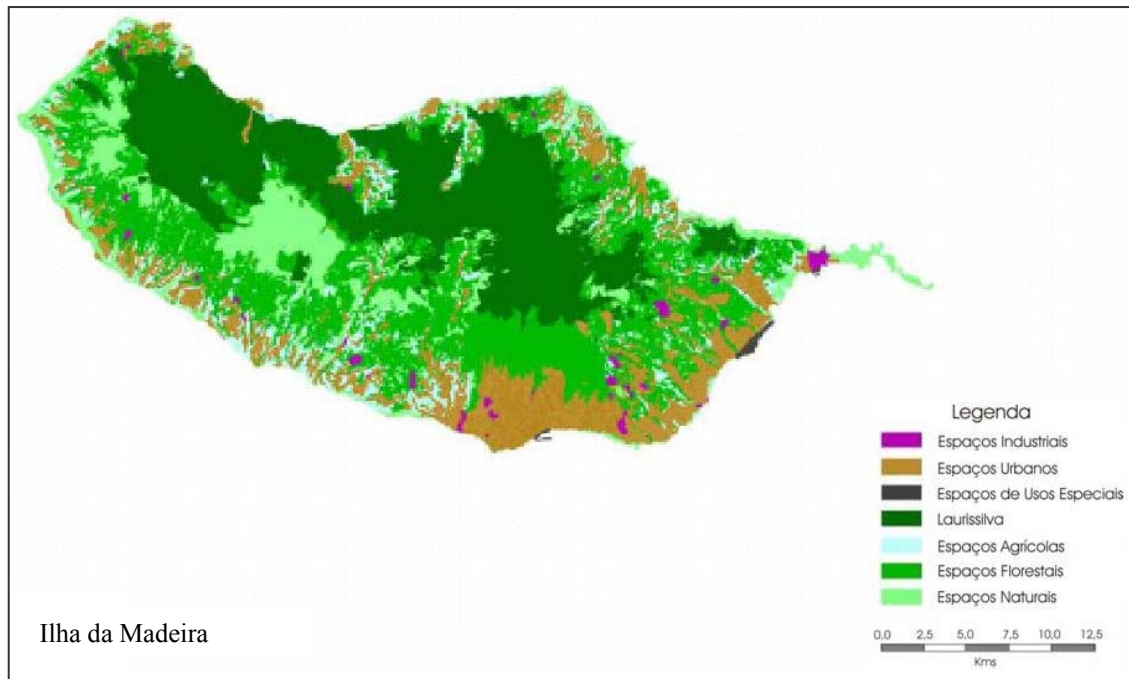 Legenda
Espaços Industriais
Espaços Urbanos
Espaços de Usos Especiais
Laurissilva
Espaços Agrícolas
Espaços Florestais
Espaços Naturais
Ilha da Madeira
0,0 2,5 5,0 7,5 10,0 12,5
Kms